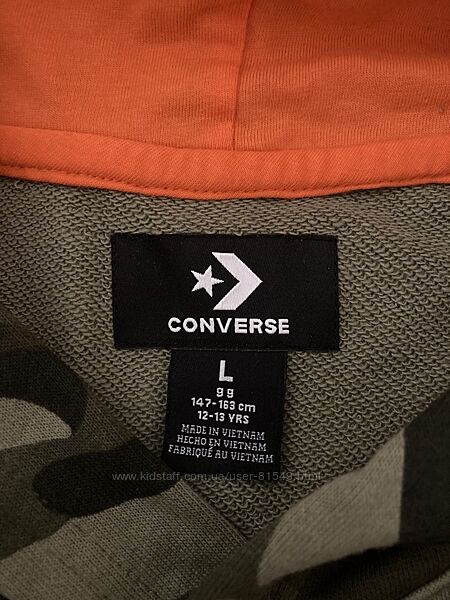 CONVERSE
L
g g
147-163 cm
12-13 YRS
MADE IN VIETNAM
HECHO EN VIETNAM
FABRIQUÉ AU VIETNAM
www.kidstaff.com.ua/user-81549.html